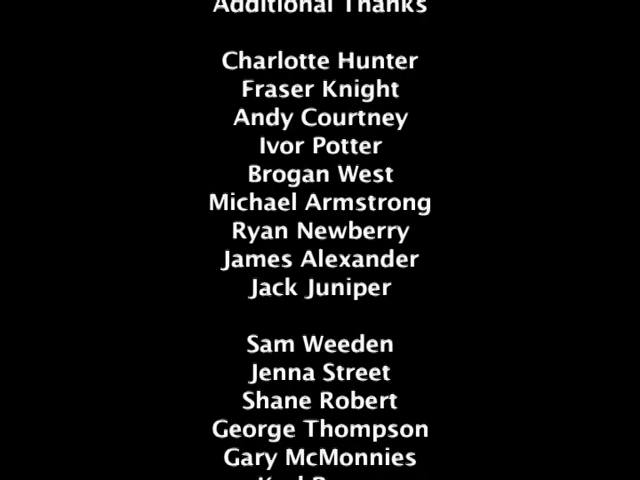 Additional Thanks
Charlotte Hunter
Fraser Knight
Andy Courtney
Ivor Potter
Brogan West
Michael Armstrong
Ryan Newberry
James Alexander
Jack Juniper
Sam Weeden
Jenna Street
Shane Robert
George Thompson
Gary McMonnies